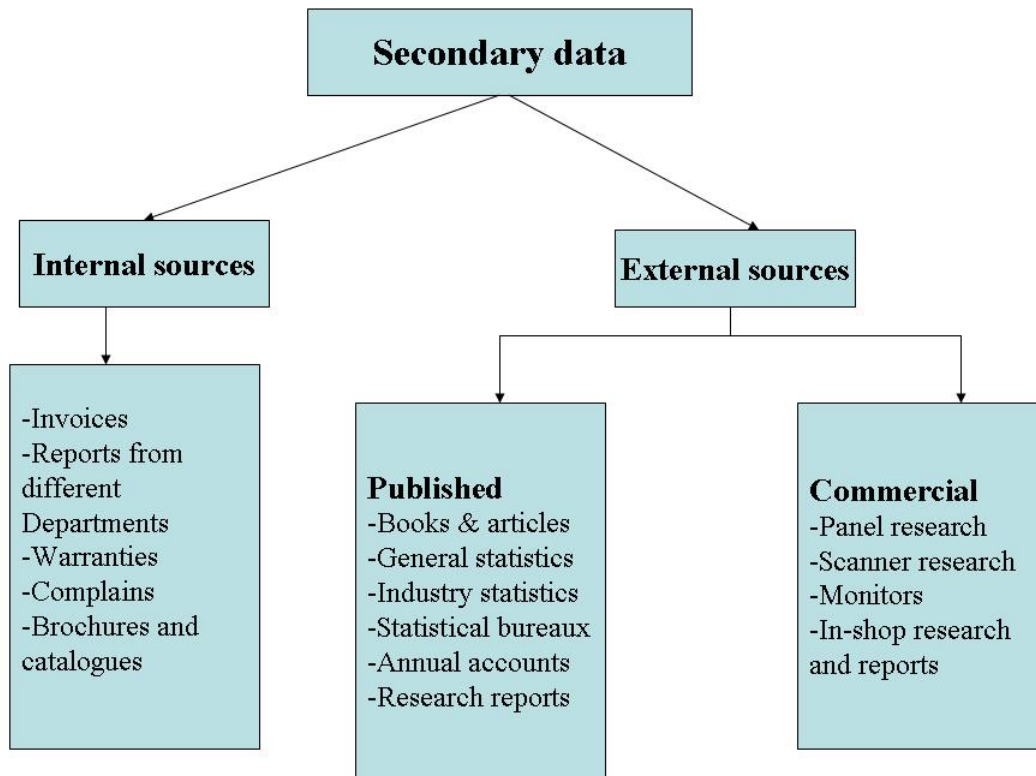 Secondary data
Internal sources
External sources
-Invoices
-Reports from
different
Departments
-Warranties
-Complains
-Brochures and
catalogues
Published
-Books & articles
-General statistics
-Industry statistics
-Statistical bureaux
-Annual accounts
-Research reports
Commercial
-Panel research
-Scanner research
-Monitors
-In-shop research
and reports